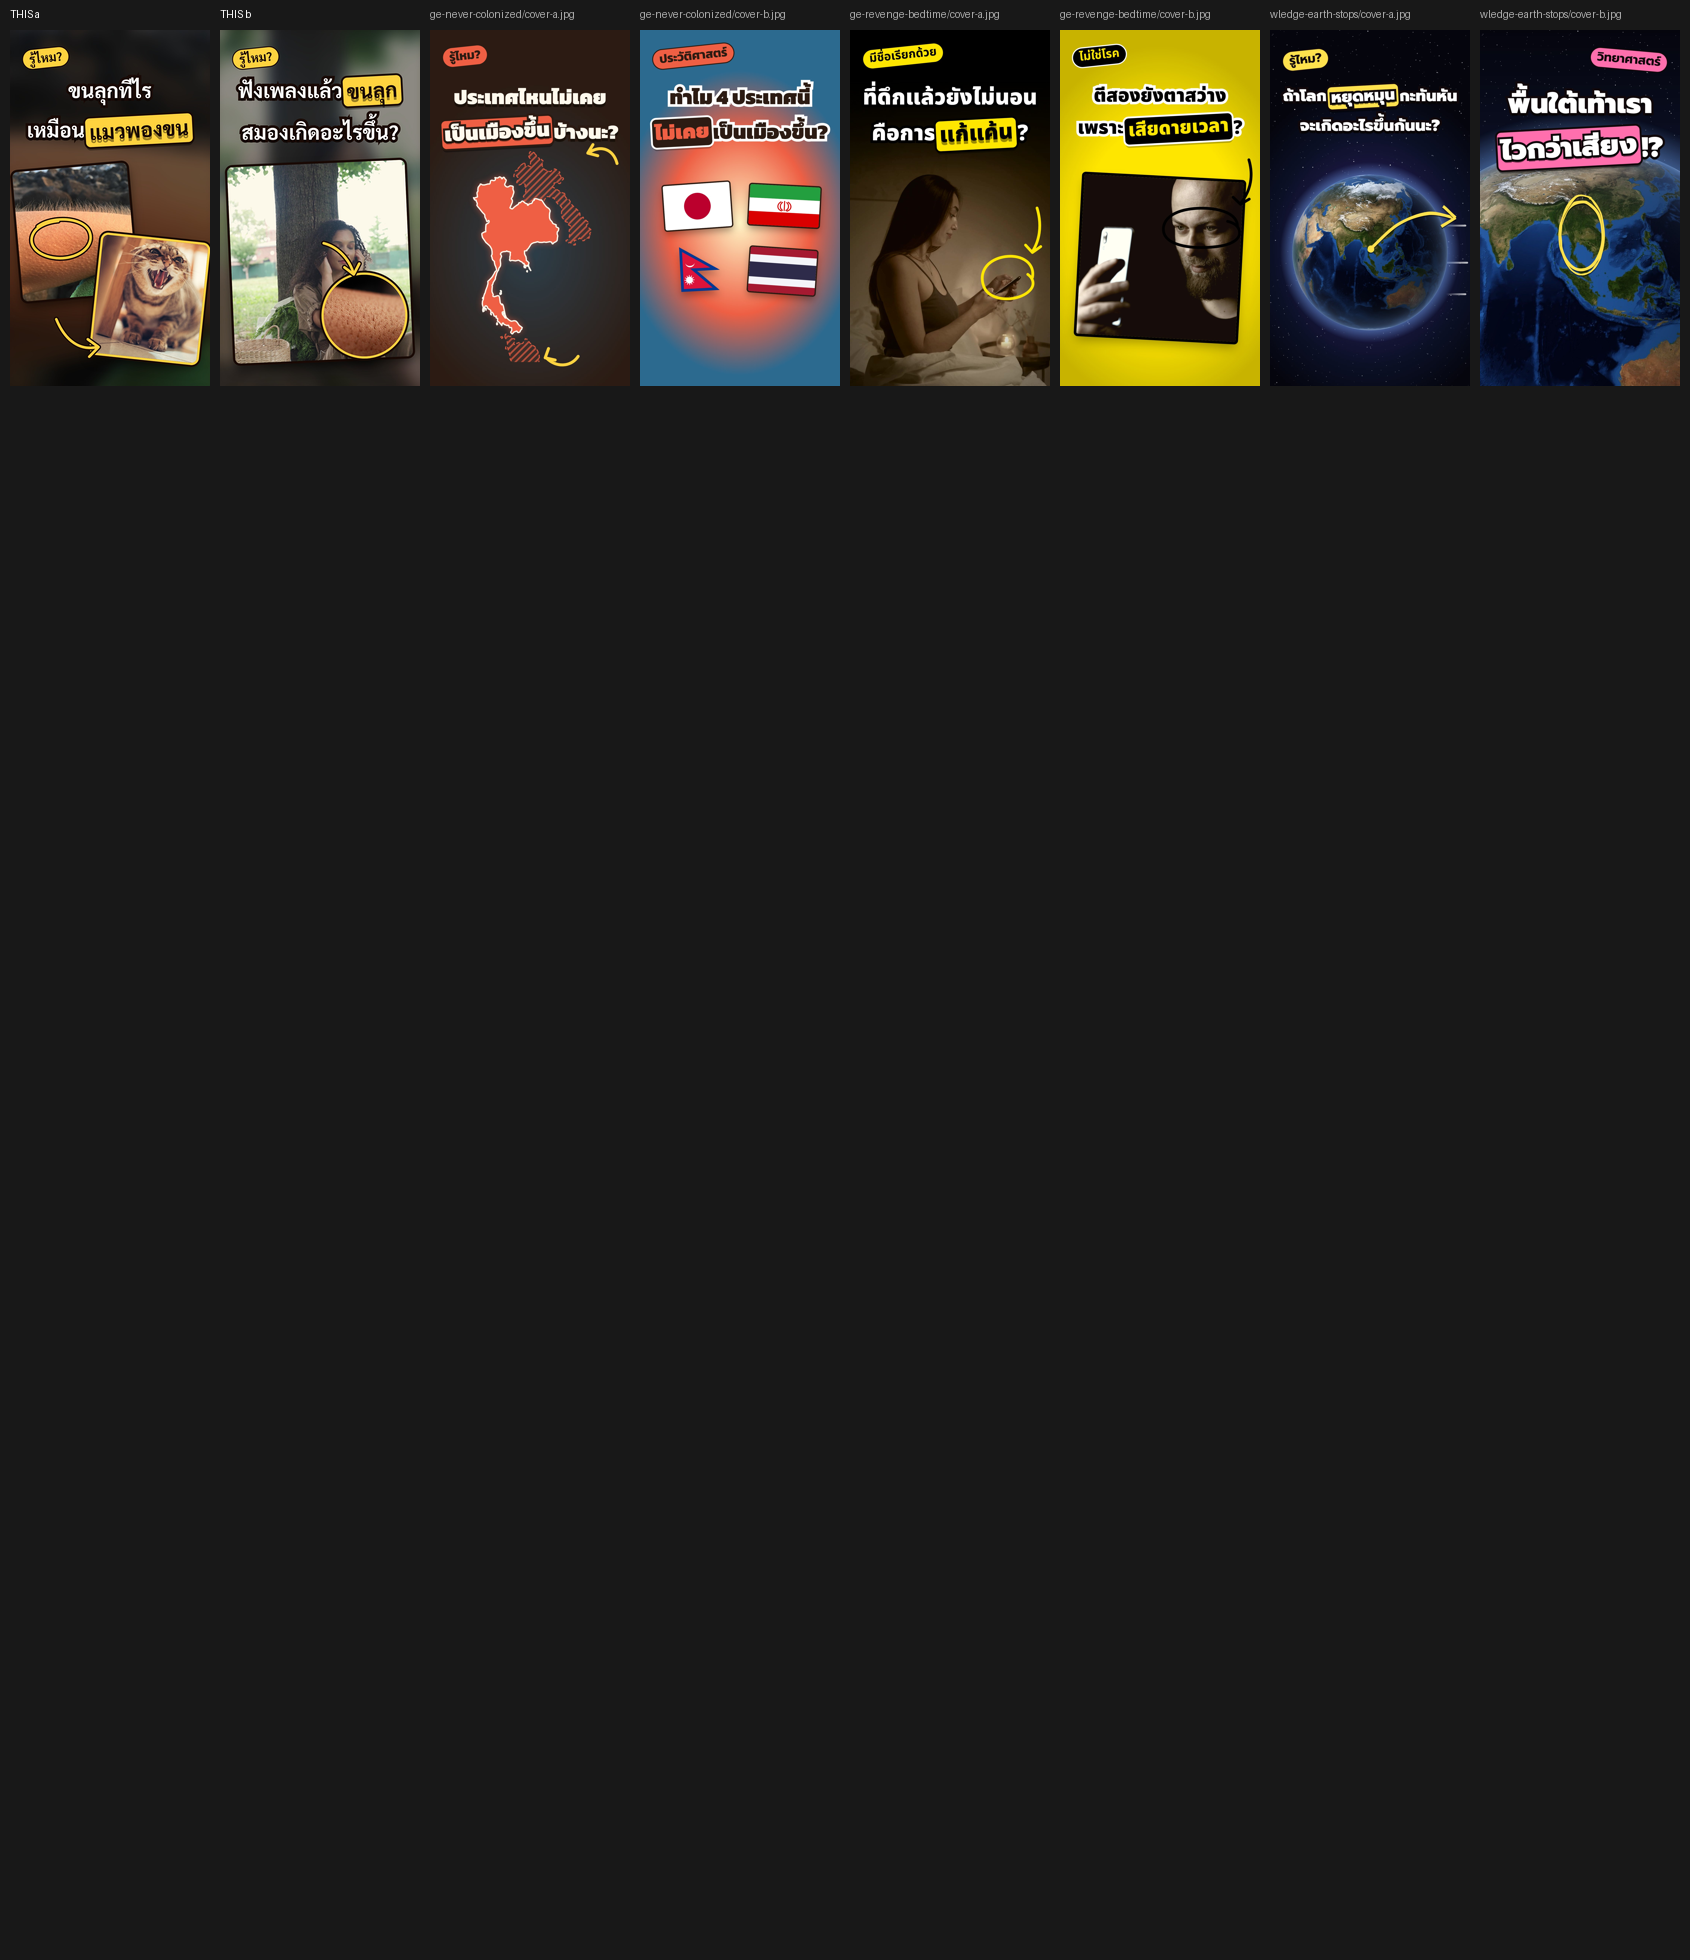 THIS a
รู้ไหม?
ขนลุกทีไร
เหมือน แมวพองขน
THIS b
รู้ไหม?
ฟังเพลงแล้ว ขนลุก
สมองเกิดอะไรขึ้น?
ge-never-colonized/cover-a.jpg
รู้ไหม?
ประเทศไหนไม่เคย
เป็นเมืองขึ้น บ้างนะ?
ge-never-colonized/cover-b.jpg
ประวัติศาสตร์
ทำไม 4 ประเทศนี้
ไม่เคย เป็นเมืองขึ้น?
ge-revenge-bedtime/cover-a.jpg
มีชื่อเรียกด้วย
ที่ดึกแล้วยังไม่นอน
คือการ แก้แค้น ?
ge-revenge-bedtime/cover-b.jpg
ไม่ใช่โรค
ตีสองยังตาสว่าง
เพราะ เสียดายเวลา ?
wledge-earth-stops/cover-a.jpg
รู้ไหม?
ถ้าโลก หยุดหมุน กะทันหัน
จะเกิดอะไรขึ้นกันนะ?
wledge-earth-stops/cover-b.jpg
วิทยาศาสตร์
พื้นใต้เท้าเรา
ไวกว่าเสียง !?